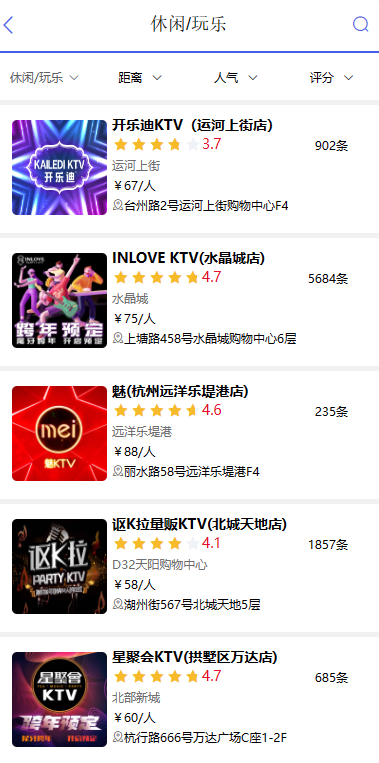 休闲/玩乐
休闲/玩乐 距离 人气 评分
KAILEDI KTV
开乐迪
开乐迪KTV（运河上街店）
3.7 902条
运河上街
￥67/人
台州路2号运河上街购物中心F4
INLOVE
跨年预定
INLOVE KTV(水晶城店)
4.7 5684条
水晶城
￥75/人
上塘路458号水晶城购物中心6层
mei
魅KTV
魅(杭州远洋乐堤港店)
4.6 235条
远洋乐堤港
￥88/人
丽水路58号远洋乐堤港F4
讴K拉
PARTY KTV
讴K拉量贩KTV(北城天地店)
4.1 1857条
D32天阳购物中心
￥58/人
湖州街567号北城天地5层
星聚会
KTV
跨年预定
星聚会KTV(拱墅区万达店)
4.7 685条
北部新城
￥60/人
杭行路666号万达广场C座1-2F